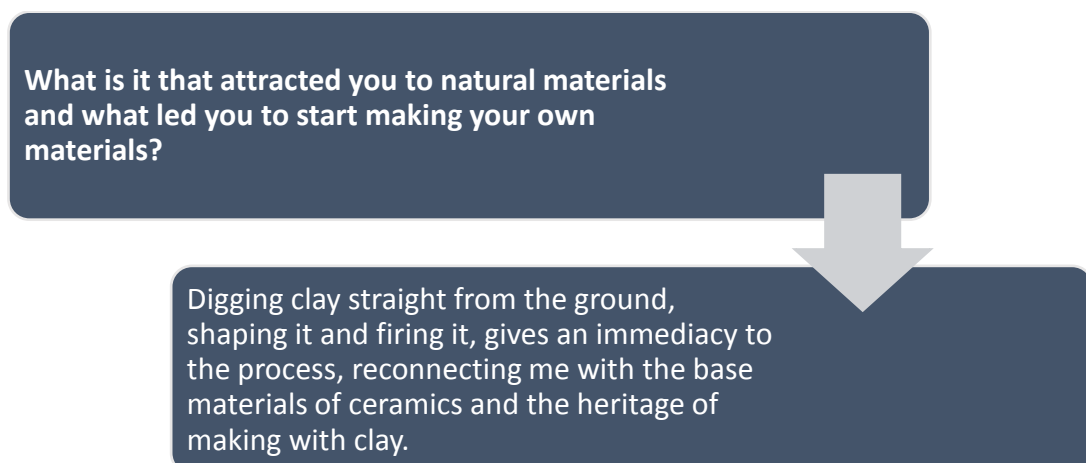 What is it that attracted you to natural materials
and what led you to start making your own
materials?
Digging clay straight from the ground,
shaping it and firing it, gives an immediacy to
the process, reconnecting me with the base
materials of ceramics and the heritage of
making with clay.